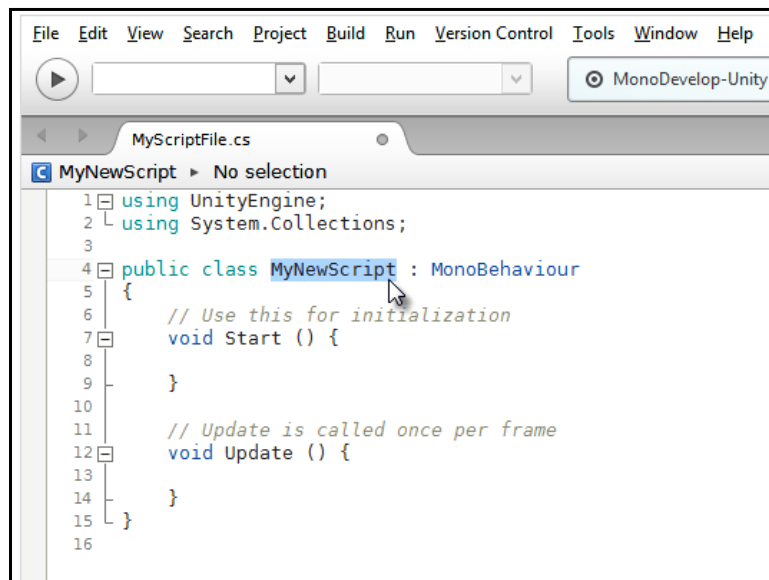 File Edit View Search Project Build Run Version Control Tools Window Help
MonoDevelop-Unity
MyScriptFile.cs
C MyNewScript ▸ No selection
1 using UnityEngine;
2 using System.Collections;
3
4 public class MyNewScript : MonoBehaviour
5 {
6     // Use this for initialization
7     void Start () {
8
9     }
10
11     // Update is called once per frame
12     void Update () {
13
14     }
15 }
16